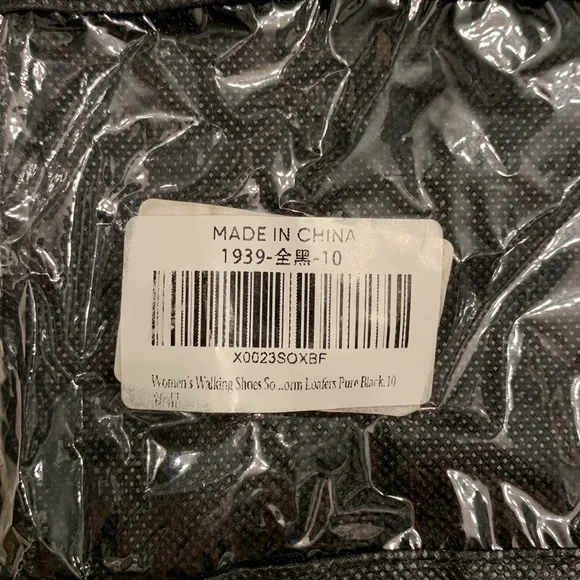 MADE IN CHINA
1939-全黑-10
X0023SOXBF
Women's Walking Shoes So...orm Loafers Pure Black,10